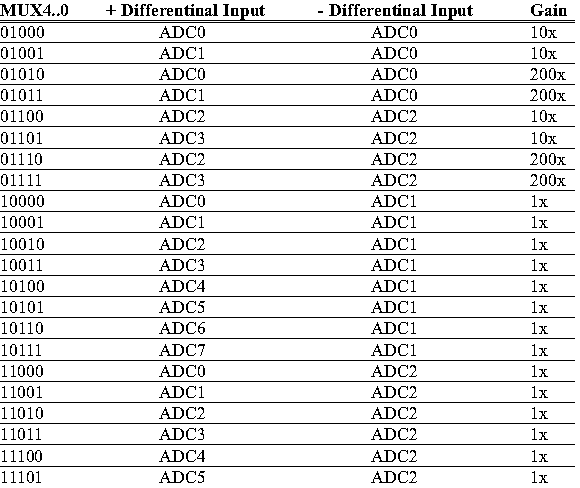 MUX4..0 + Differentinal Input - Differentinal Input Gain
01000 ADC0 ADC0 10x
01001 ADC1 ADC0 10x
01010 ADC0 ADC0 200x
01011 ADC1 ADC0 200x
01100 ADC2 ADC2 10x
01101 ADC3 ADC2 10x
01110 ADC2 ADC2 200x
01111 ADC3 ADC2 200x
10000 ADC0 ADC1 1x
10001 ADC1 ADC1 1x
10010 ADC2 ADC1 1x
10011 ADC3 ADC1 1x
10100 ADC4 ADC1 1x
10101 ADC5 ADC1 1x
10110 ADC6 ADC1 1x
10111 ADC7 ADC1 1x
11000 ADC0 ADC2 1x
11001 ADC1 ADC2 1x
11010 ADC2 ADC2 1x
11011 ADC3 ADC2 1x
11100 ADC4 ADC2 1x
11101 ADC5 ADC2 1x